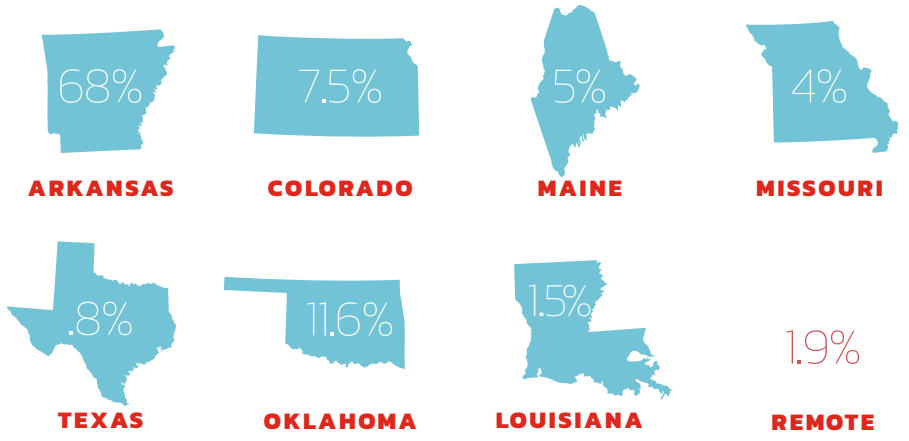 68% 7.5% 5% 4%
ARKANSAS COLORADO MAINE MISSOURI
.8% 11.6% 1.5% 1.9%
TEXAS OKLAHOMA LOUISIANA REMOTE